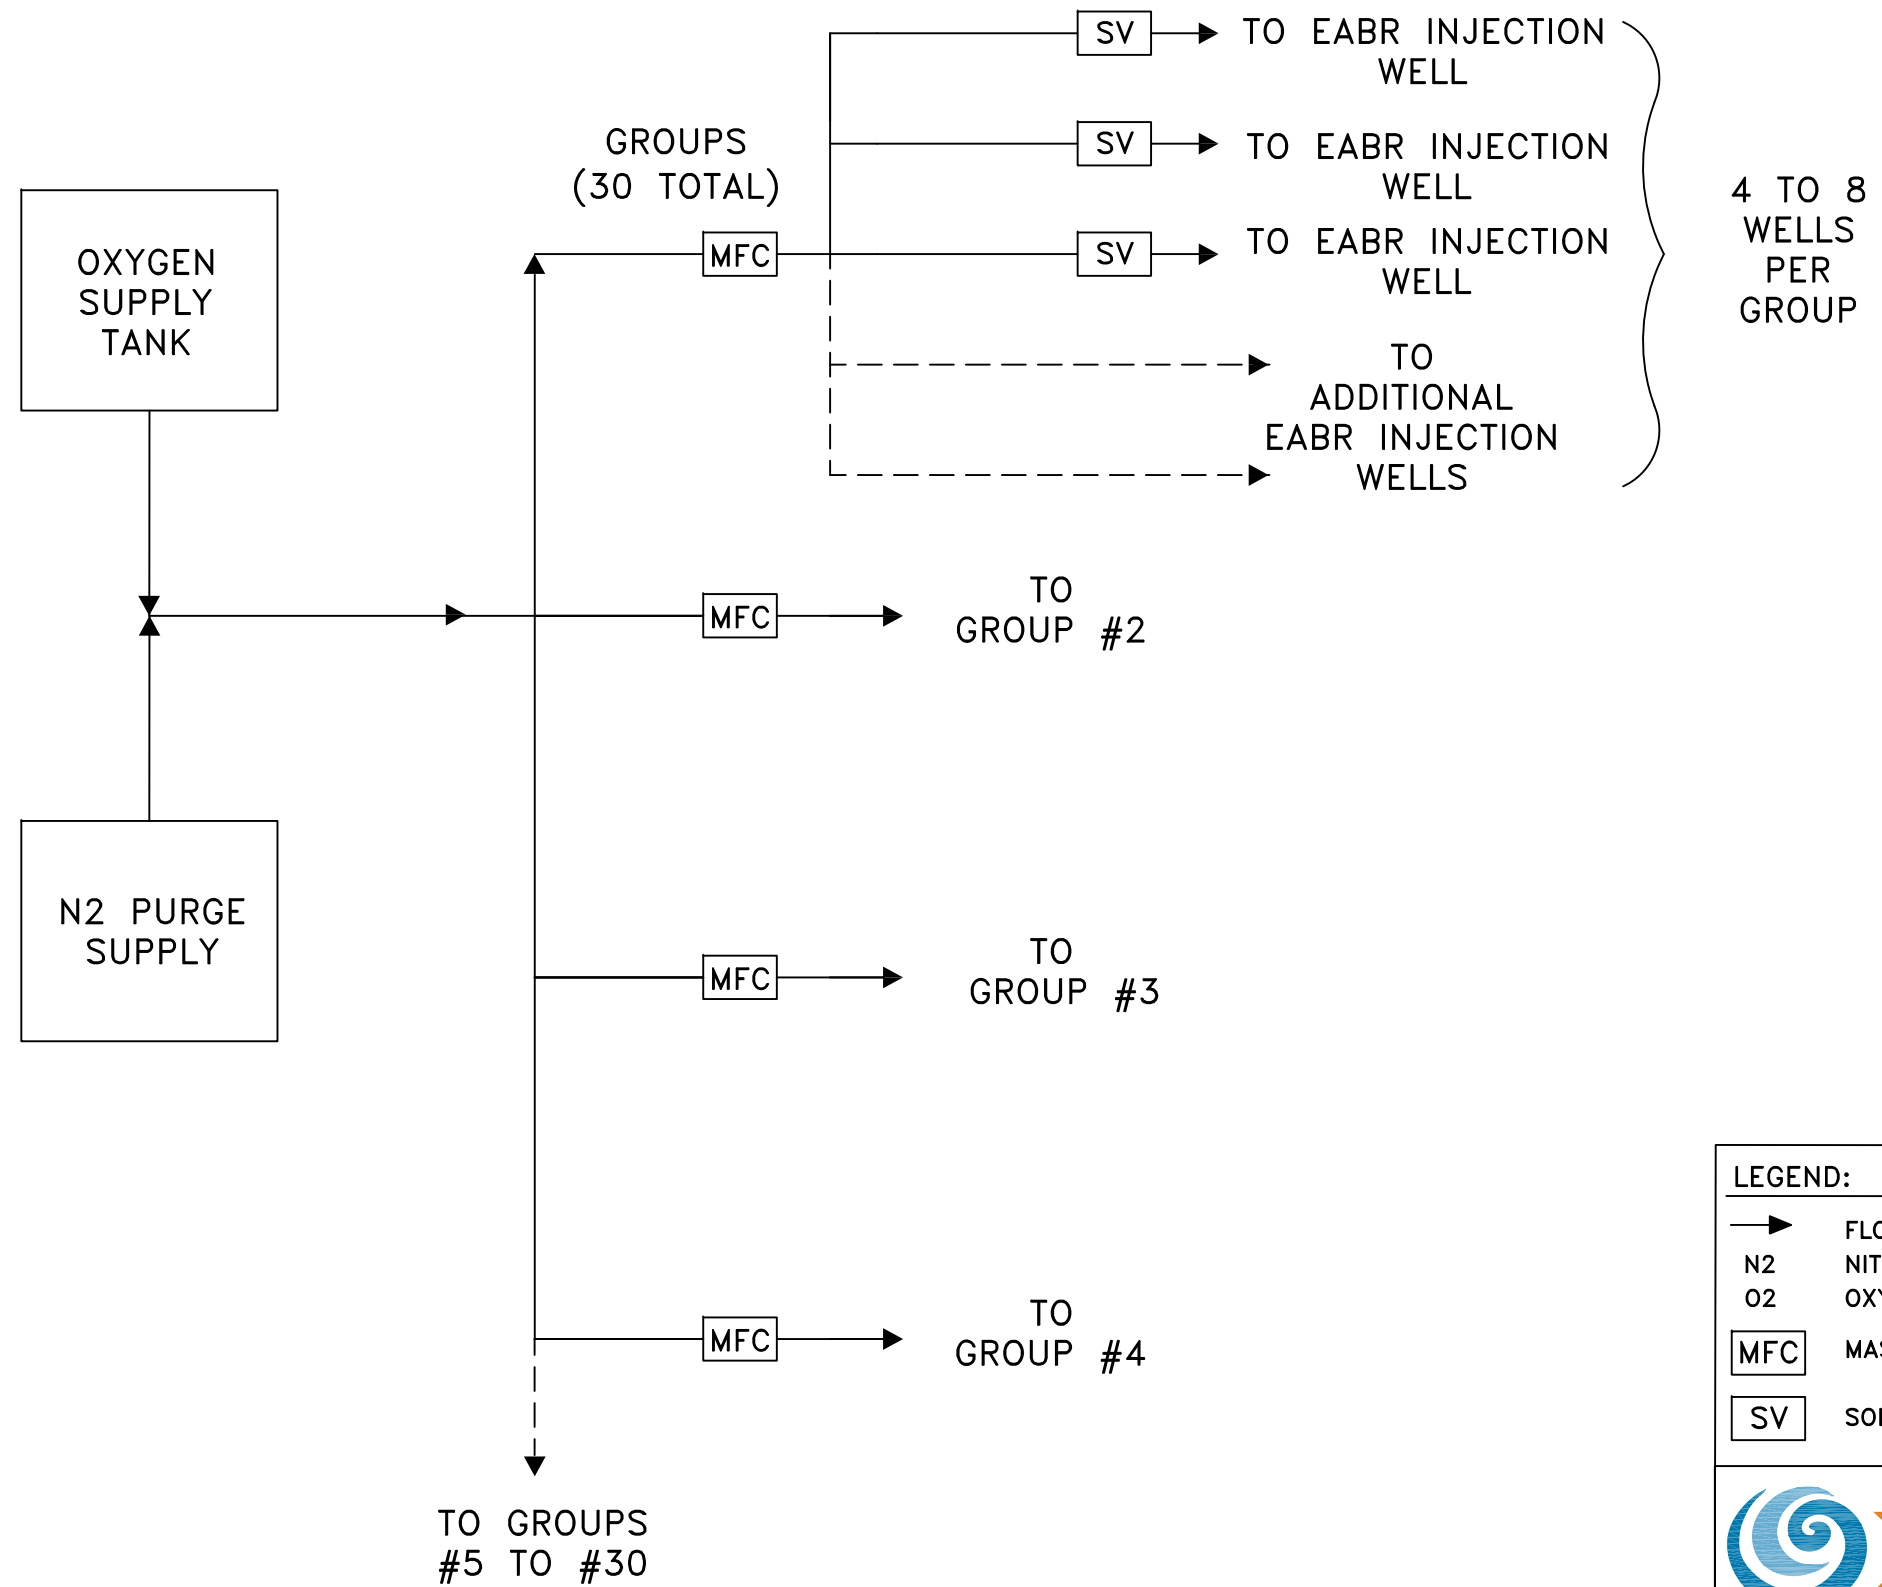 OXYGEN
SUPPLY
TANK
N2 PURGE
SUPPLY
GROUPS
(30 TOTAL)
MFC
SV
TO EABR INJECTION
WELL
SV
TO EABR INJECTION
WELL
SV
TO EABR INJECTION
WELL
TO
ADDITIONAL
EABR INJECTION
WELLS
4 TO 8
WELLS
PER
GROUP
MFC
TO
GROUP #2
MFC
TO
GROUP #3
MFC
TO
GROUP #4
TO GROUPS
#5 TO #30
LEGEND:
N2
O2
MFC
SV